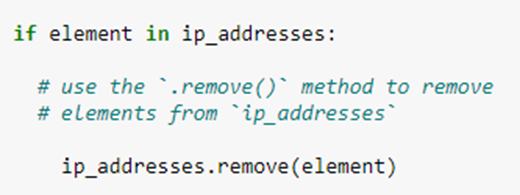 if element in ip_addresses:
# use the `.remove()` method to remove
# elements from `ip_addresses`
ip_addresses.remove(element)